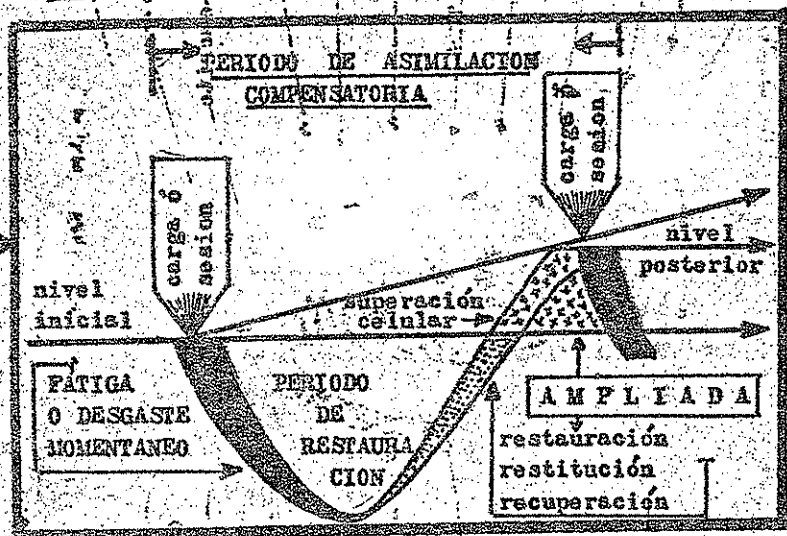 PERIODO DE ASIMILACION
COMPENSATORIA
carga ó
sesion
carga ó
sesion
nivel
inicial
superación
celular
nivel
posterior
FATIGA
O DESGASTE
MOMENTANEO
PERIODO
DE
RESTAURA
CION
AMPLIADA
restauración
restitución
recuperación